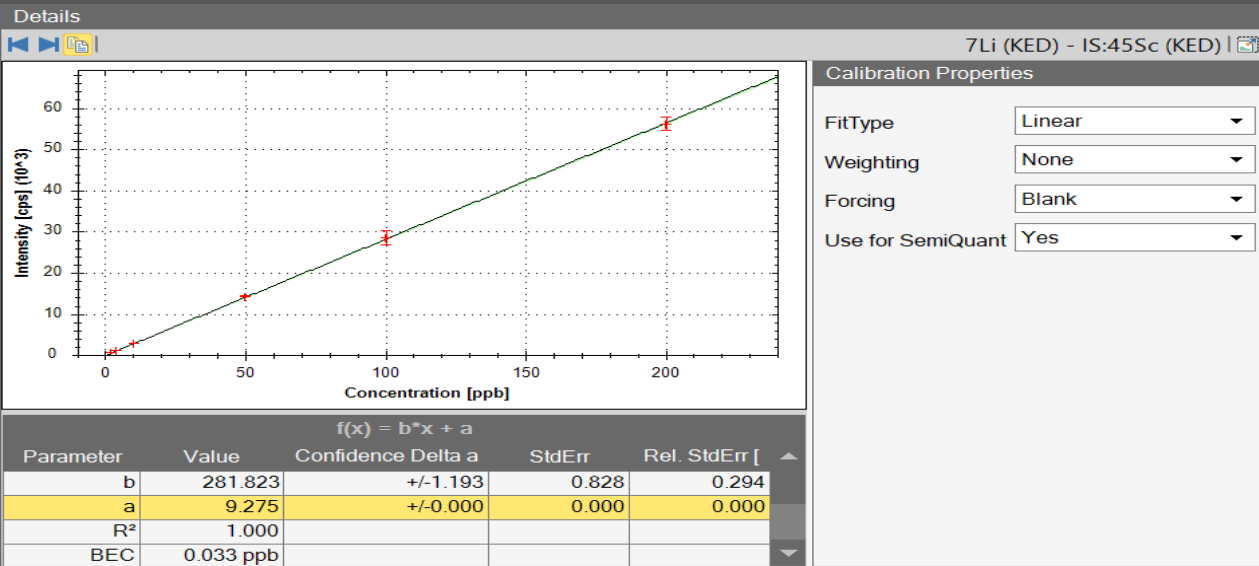 Details
7Li (KED) - IS:45Sc (KED)
Calibration Properties
FitType Linear
Weighting None
Forcing Blank
Use for SemiQuant Yes
Intensity [cps] (10^3)
60
50
40
30
20
10
0
0 50 100 150 200
Concentration [ppb]
f(x) = b*x + a
Parameter Value Confidence Delta a StdErr Rel. StdErr [
b 281.823 +/-1.193 0.828 0.294
a 9.275 +/-0.000 0.000 0.000
R² 1.000
BEC 0.033 ppb